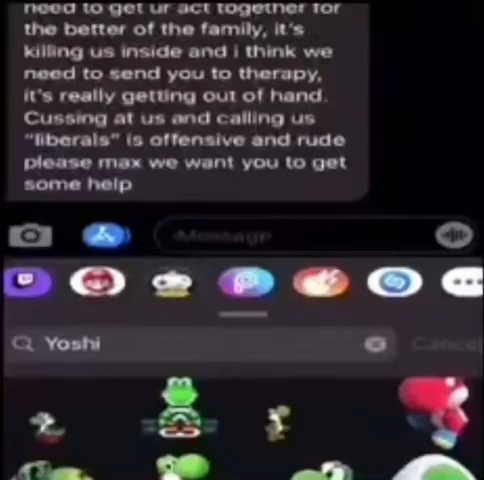 need to get ur act together for
the better of the family, it's
killing us inside and i think we
need to send you to therapy,
it's really getting out of hand.
Cussing at us and calling us
"liberals" is offensive and rude
please max we want you to get
some help
Message
Yoshi
Cancel